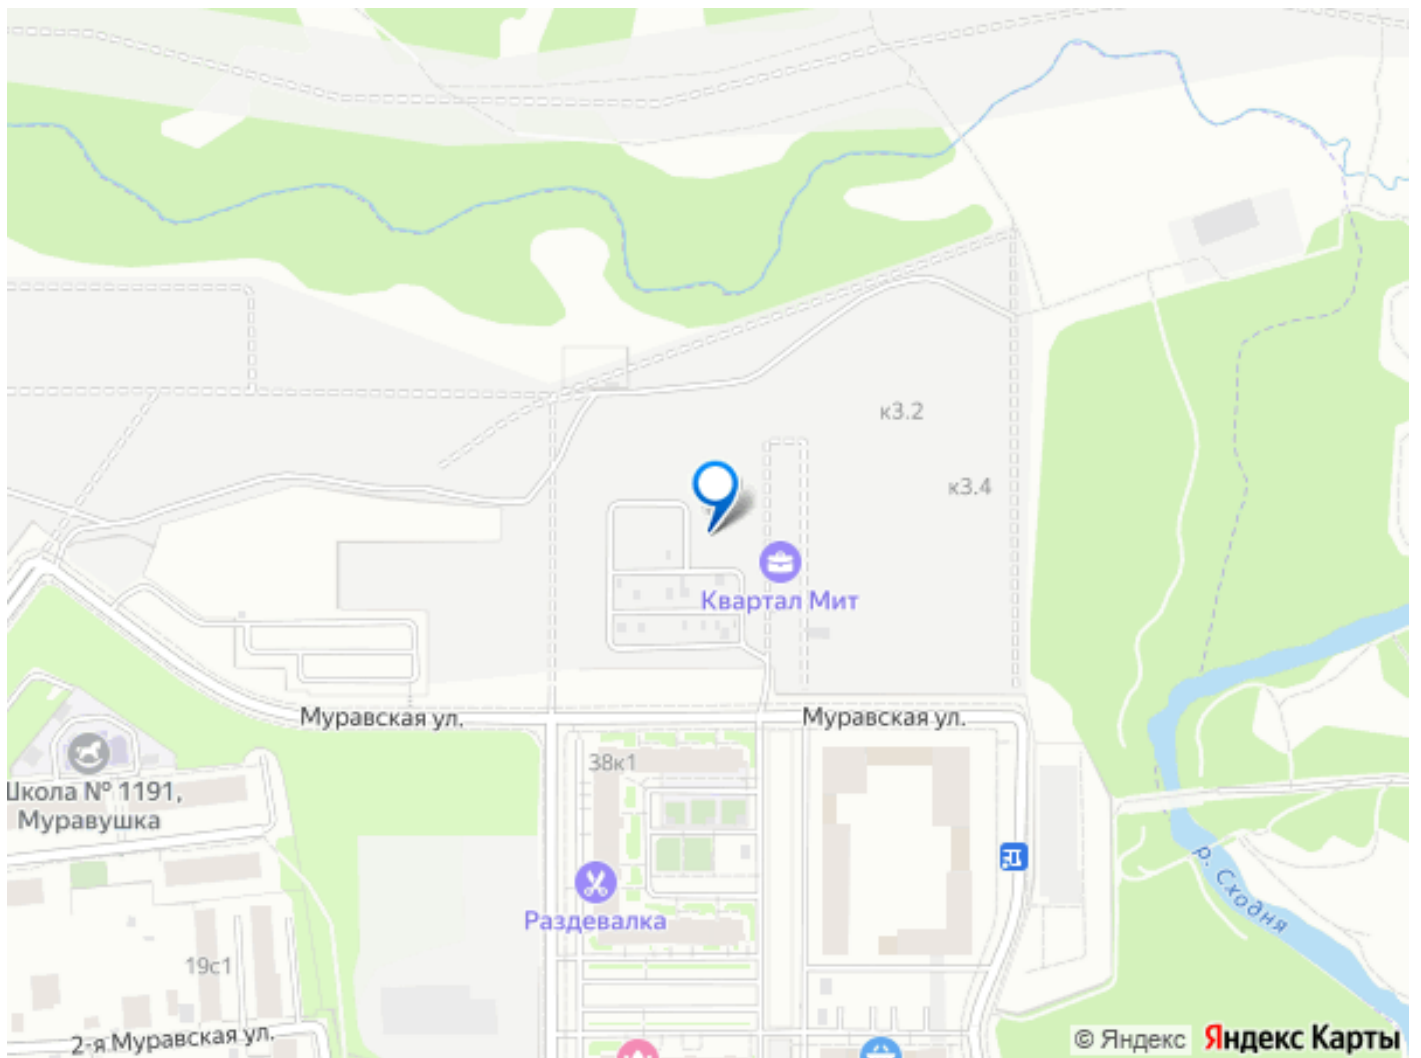 к3.2
к3.4
Квартал Мит
Муравская ул.
Муравская ул.
38к1
Школа № 1191,
Муравушка
р. Сходня
Раздевалка
19с1
2-я Муравская ул.
© Яндекс Яндекс Карты